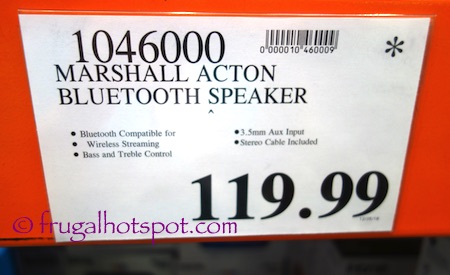 1046000
0000010460009
*
MARSHALL ACTON
BLUETOOTH SPEAKER
^
• Bluetooth Compatible for
• Wireless Streaming
• Bass and Treble Control
• 3.5mm Aux Input
• Stereo Cable Included
119.99
© frugalhotspot.com